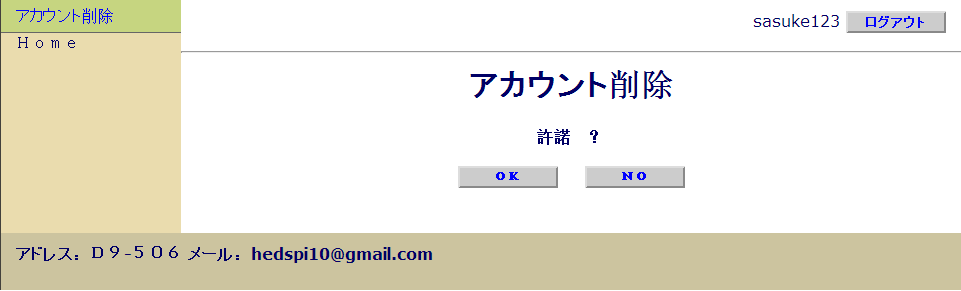 アカウント削除
Ｈｏｍｅ
sasuke123 ログアウト
アカウント削除
許諾　？
ＯＫ ＮＯ
アドレス：Ｄ９-５０６ メール：hedspi10@gmail.com